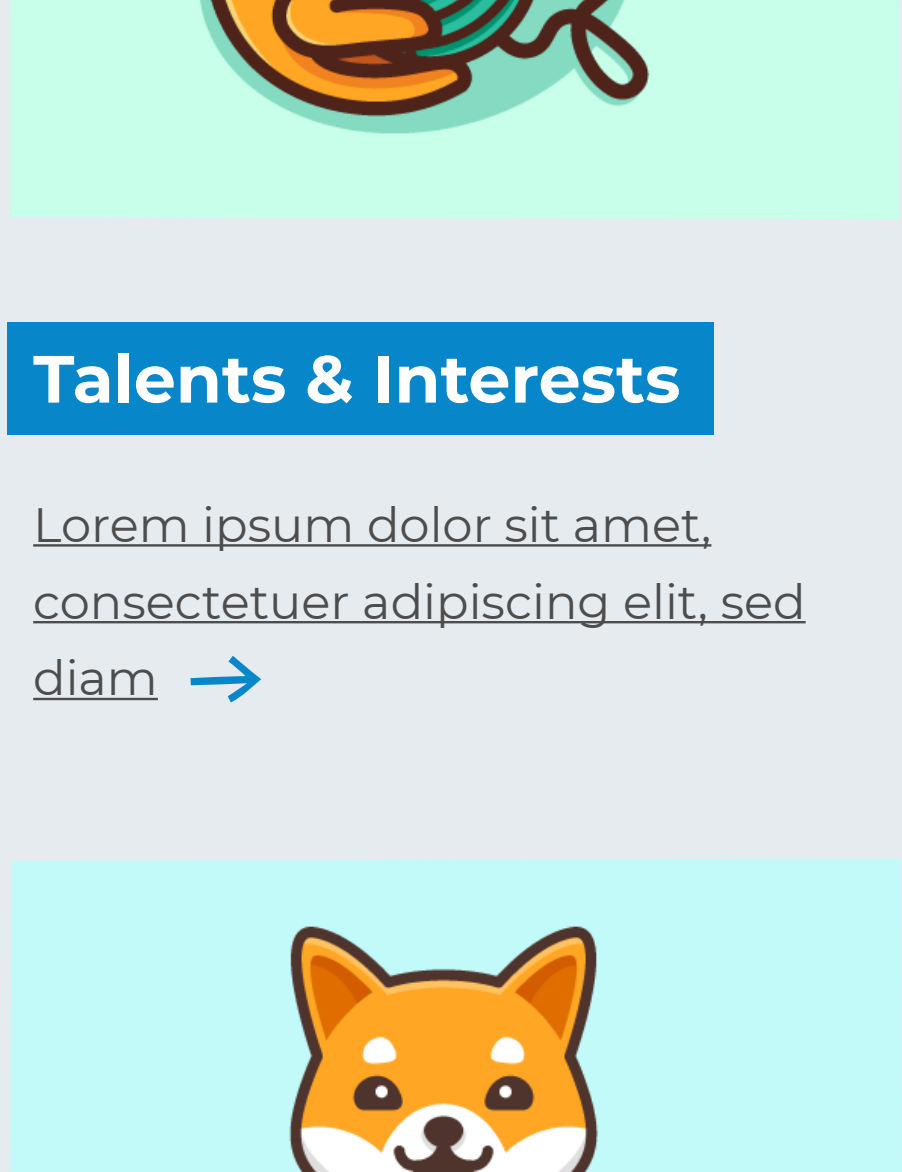 Talents & Interests
Lorem ipsum dolor sit amet,
consectetuer adipiscing elit, sed
diam